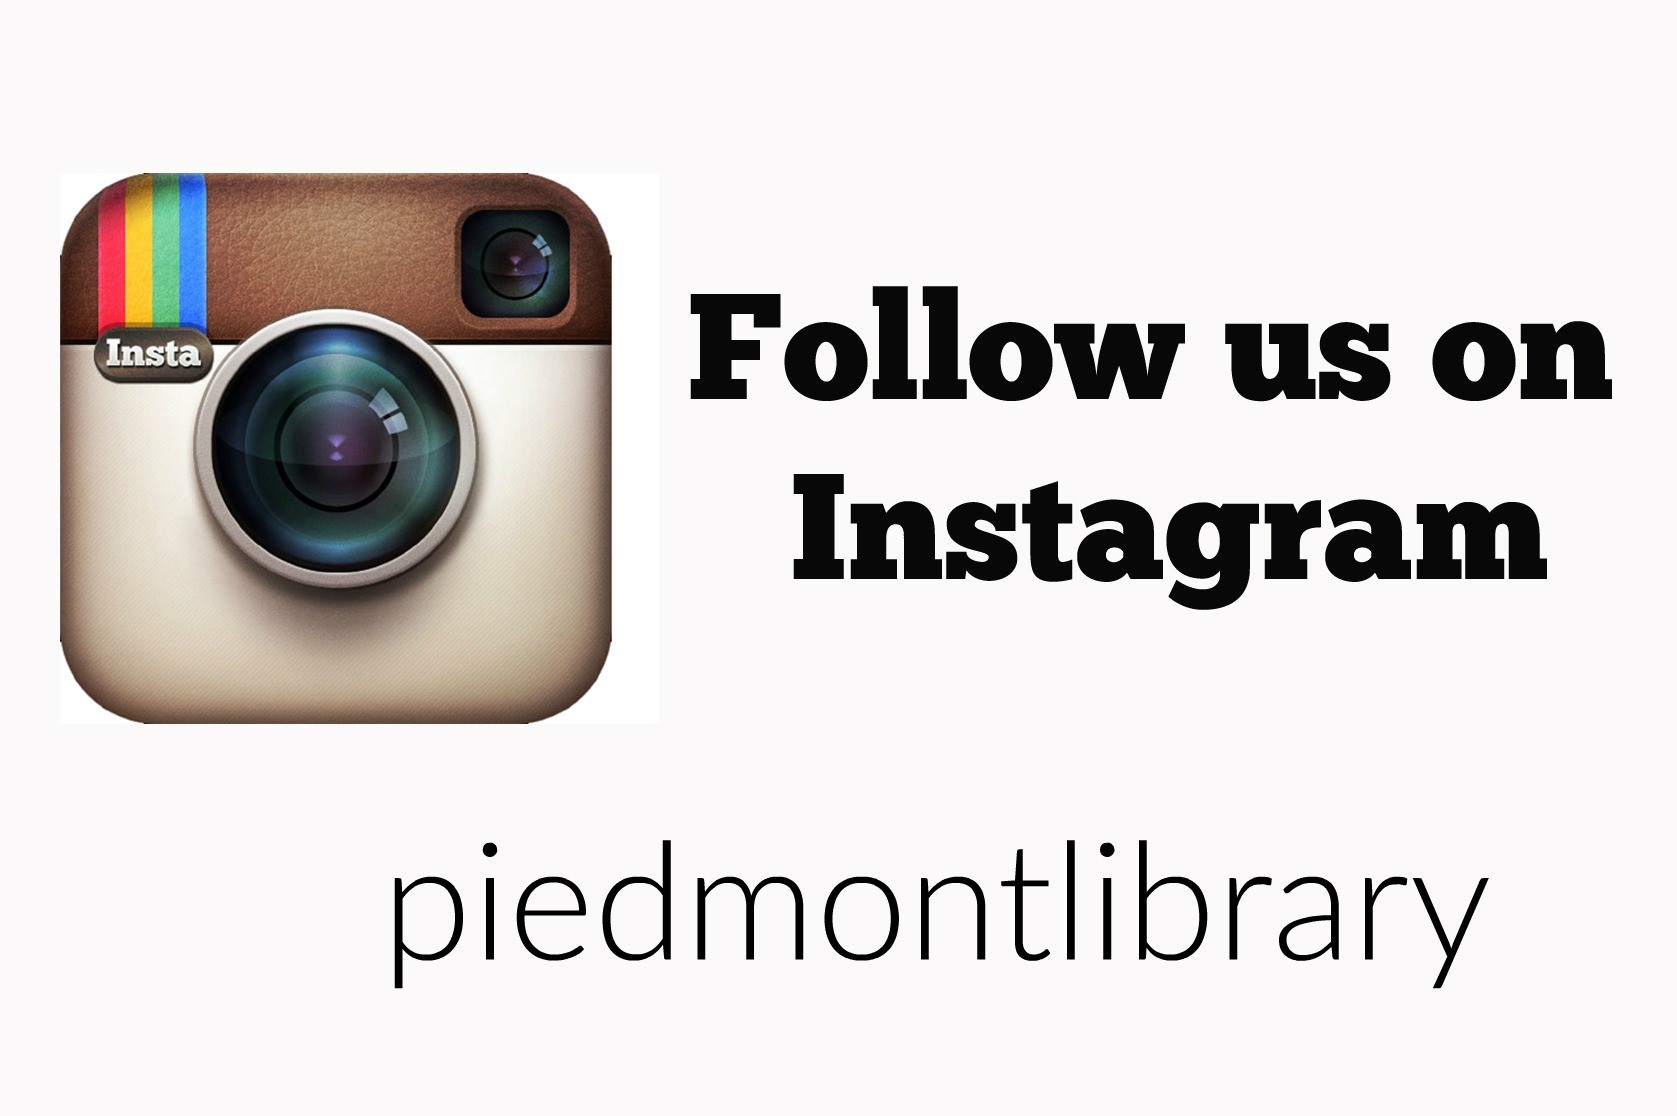 Insta
Follow us on
Instagram
piedmontlibrary